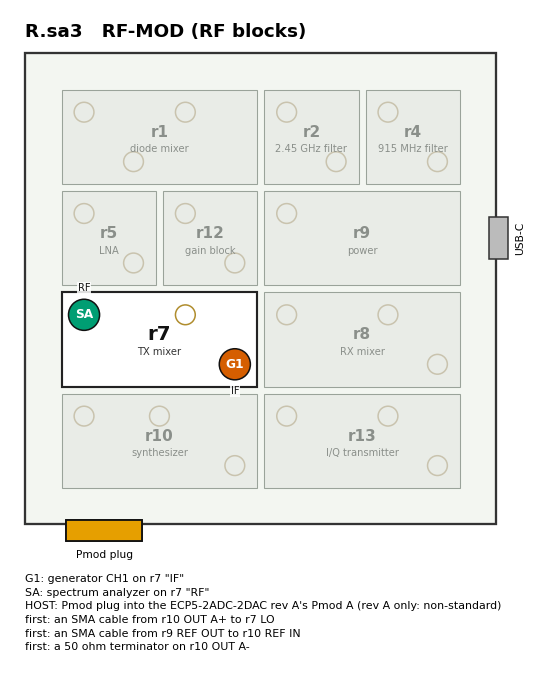 R.sa3 RF-MOD (RF blocks)
r1
diode mixer
r2
2.45 GHz filter
r4
915 MHz filter
r5
LNA
r12
gain block
r9
power
USB-C
RF
SA
r7
TX mixer
G1
IF
r8
RX mixer
r10
synthesizer
r13
I/Q transmitter
Pmod plug
G1: generator CH1 on r7 "IF"
SA: spectrum analyzer on r7 "RF"
HOST: Pmod plug into the ECP5-2ADC-2DAC rev A's Pmod A (rev A only: non-standard)
first: an SMA cable from r10 OUT A+ to r7 LO
first: an SMA cable from r9 REF OUT to r10 REF IN
first: a 50 ohm terminator on r10 OUT A-